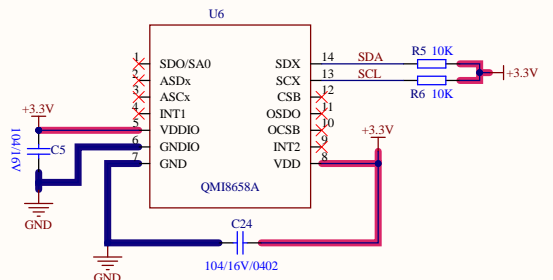 U6
1 SDO/SA0
2 ASDx
3 ASCx
4 INT1
5 VDDIO
6 GNDIO
7 GND
SDX 14 SDA
SCX 13 SCL
CSB 12
OSDO 11
OCSB 10
INT2 9
VDD 8
QMI8658A
R5 10K
R6 10K
+3.3V
+3.3V
C5
104/16V
GND
+3.3V
C24
104/16V/0402
GND